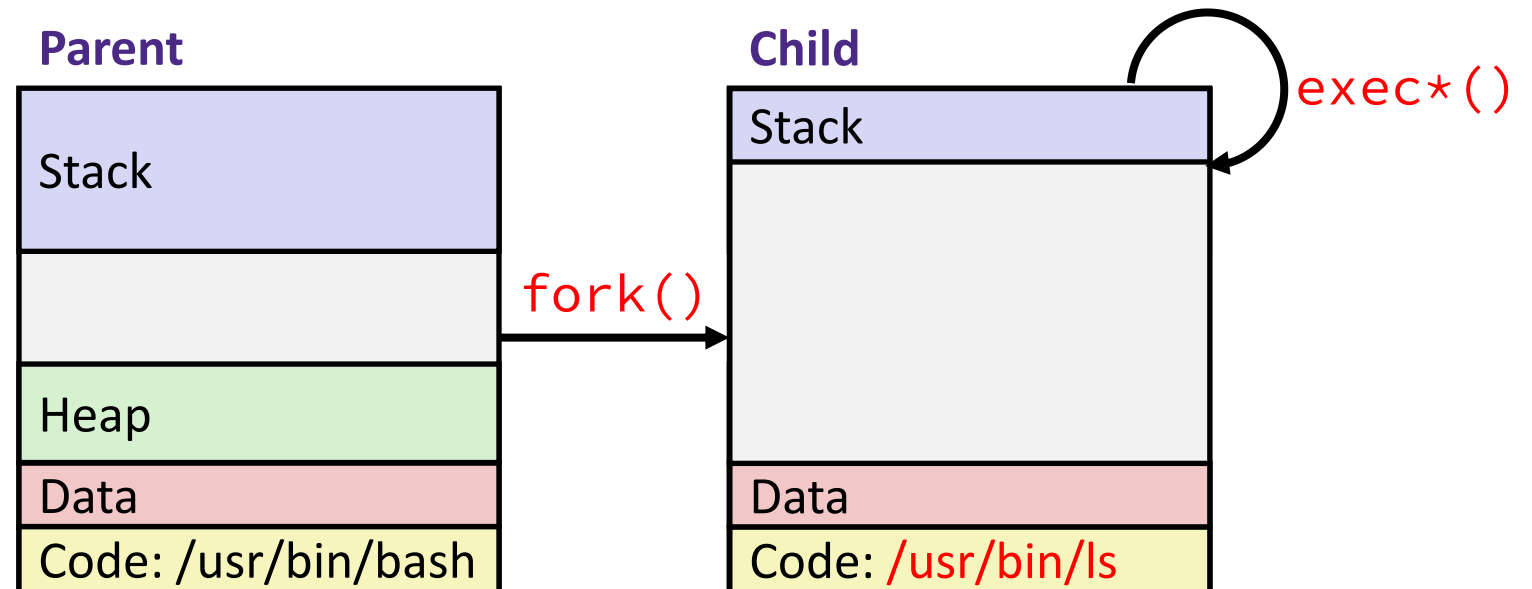 Parent
Stack
Heap
Data
Code: /usr/bin/bash
fork()
Child
exec*()
Stack
Data
Code: /usr/bin/ls